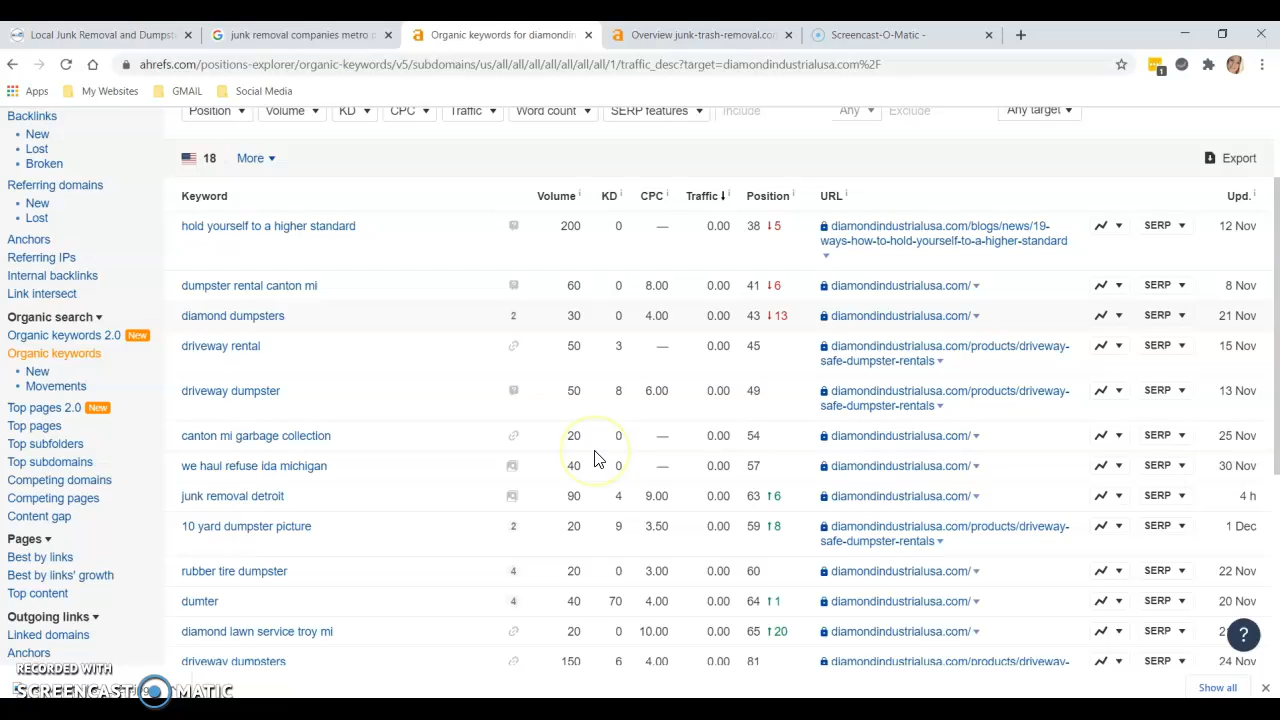 Local Junk Removal and Dumpste
junk removal companies metro d
Organic keywords for diamondin
Overview junk-trash-removal.com
Screencast-O-Matic -
ahrefs.com/positions-explorer/organic-keywords/v5/subdomains/us/all/all/all/all/all/all/all/1/traffic_desc?target=diamondindustrialusa.com%2F
1
Apps My Websites GMAIL Social Media
Backlinks
New
Lost
Broken
Referring domains
New
Lost
Anchors
Referring IPs
Internal backlinks
Link intersect
Organic search
Organic keywords 2.0 New
Organic keywords
New
Movements
Top pages 2.0 New
Top pages
Top subfolders
Top subdomains
Competing domains
Competing pages
Content gap
Pages
Best by links
Best by links' growth
Top content
Outgoing links
Linked domains
Anchors
Position Volume KD CPC Traffic Word count SERP features Include Any Exclude Any target
18 More Export
Keyword Volume i KD i CPC i Traffic ↓ i Position i URL i Upd. i
hold yourself to a higher standard 200 0 — 0.00 38 ↓5 diamondindustrialusa.com/blogs/news/19- SERP 12 Nov
ways-how-to-hold-yourself-to-a-higher-standard
dumpster rental canton mi 60 0 8.00 0.00 41 ↓6 diamondindustrialusa.com/ SERP 8 Nov
diamond dumpsters 2 30 0 4.00 0.00 43 ↓13 diamondindustrialusa.com/ SERP 21 Nov
driveway rental 50 3 — 0.00 45 diamondindustrialusa.com/products/driveway- SERP 15 Nov
safe-dumpster-rentals
driveway dumpster 50 8 6.00 0.00 49 diamondindustrialusa.com/products/driveway- SERP 13 Nov
safe-dumpster-rentals
canton mi garbage collection 20 0 — 0.00 54 diamondindustrialusa.com/ SERP 25 Nov
we haul refuse ida michigan 40 0 — 0.00 57 diamondindustrialusa.com/ SERP 30 Nov
junk removal detroit 90 4 9.00 0.00 63 ↑6 diamondindustrialusa.com/ SERP 4 h
10 yard dumpster picture 2 20 9 3.50 0.00 59 ↑8 diamondindustrialusa.com/products/driveway- SERP 1 Dec
safe-dumpster-rentals
rubber tire dumpster 4 20 0 3.00 0.00 60 diamondindustrialusa.com/ SERP 22 Nov
dumter 4 40 70 4.00 0.00 64 ↑1 diamondindustrialusa.com/ SERP 20 Nov
diamond lawn service troy mi 20 0 10.00 0.00 65 ↑20 diamondindustrialusa.com/ SERP
driveway dumpsters 150 6 4.00 0.00 81 diamondindustrialusa.com/products/driveway- SERP 24 Nov
?
RECORDED WITH
SCREENCAST-O-MATIC
Show all